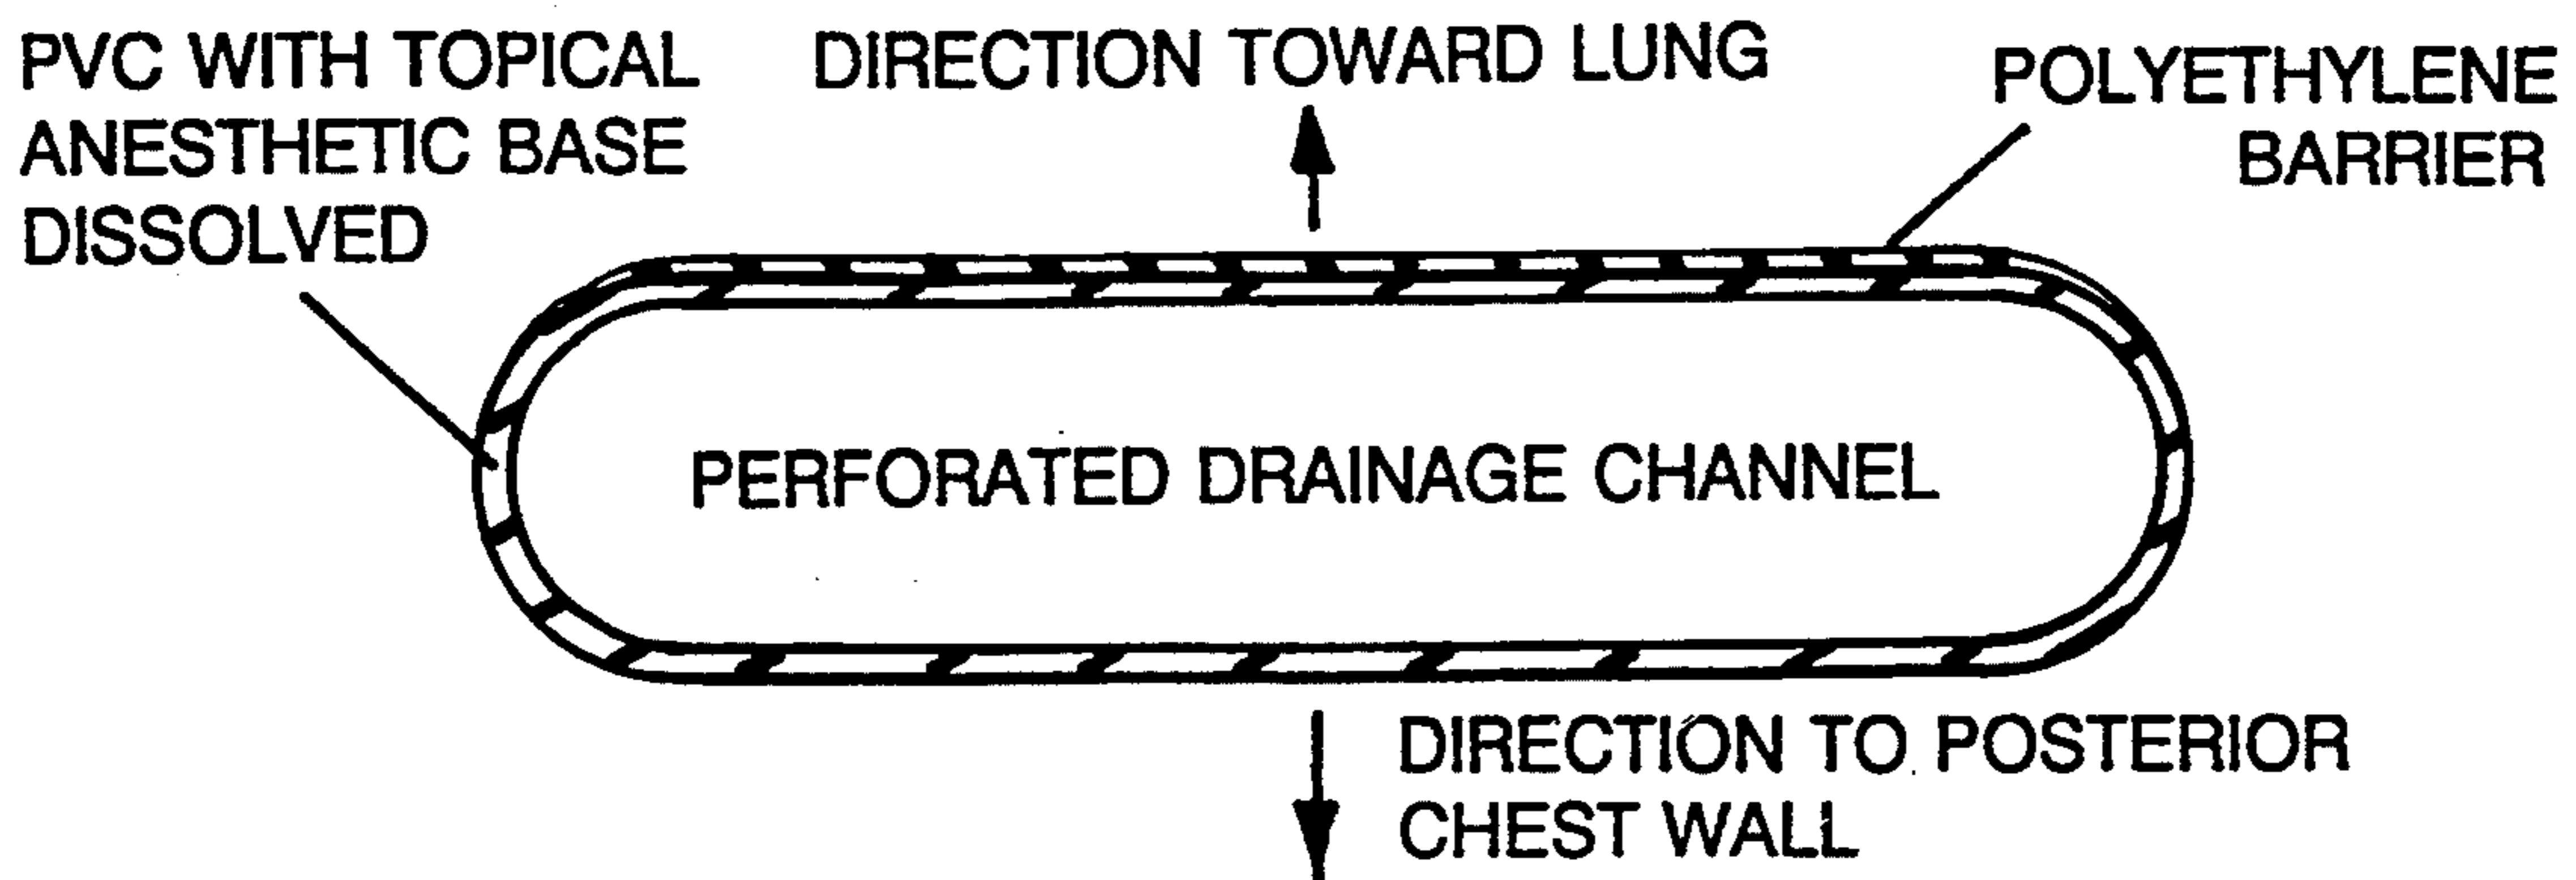 PVC WITH TOPICAL
ANESTHETIC BASE
DISSOLVED
DIRECTION TOWARD LUNG
POLYETHYLENE
BARRIER
PERFORATED DRAINAGE CHANNEL
DIRECTION TO POSTERIOR
CHEST WALL